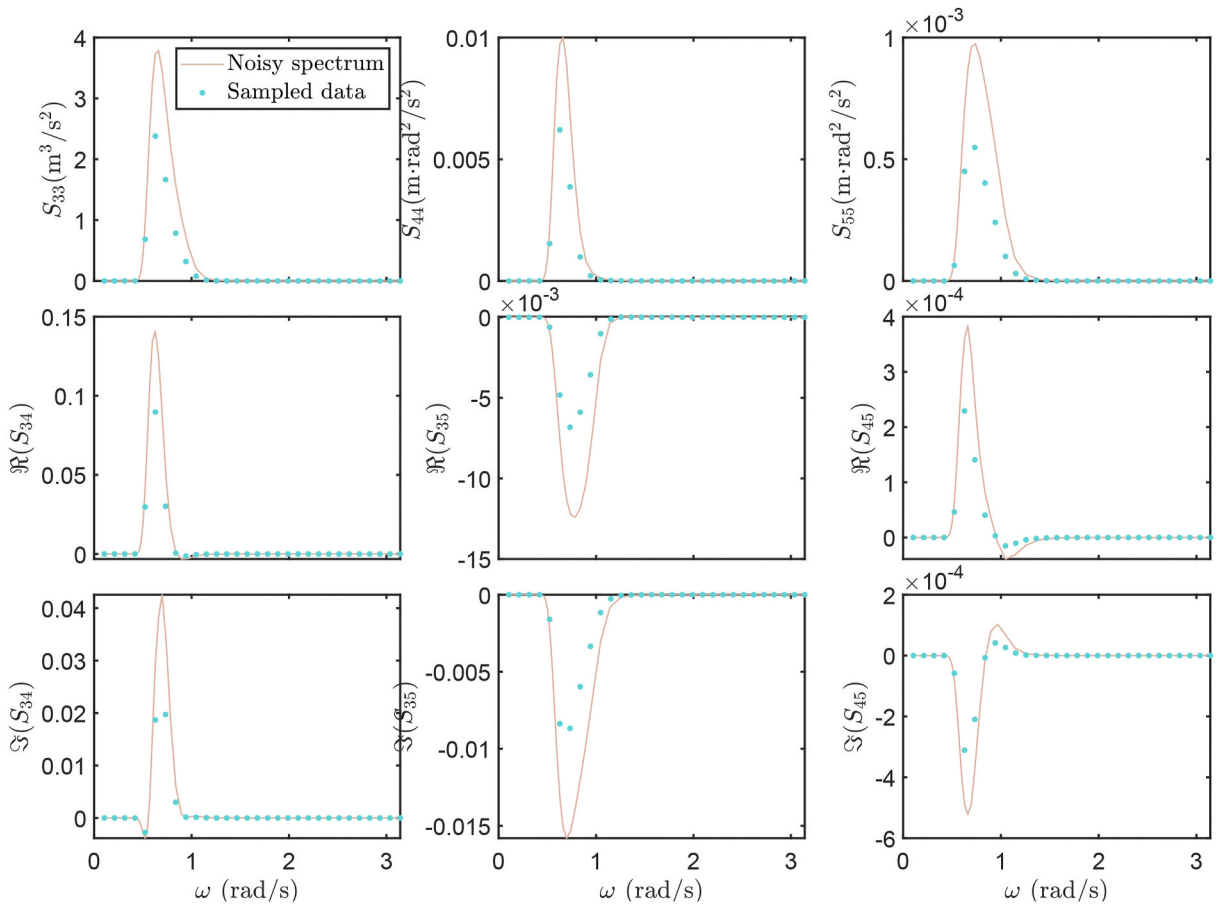 ×10⁻³
4
3
2
1
0
S₃₃(m³/s²)
Noisy spectrum
Sampled data
0.01
0.005
0
S₄₄(m·rad²/s²)
1
0.5
0
S₅₅(m·rad²/s²)
0.15
0.1
0.05
0
ℜ(S₃₄)
×10⁻³
0
-5
-10
-15
ℜ(S₃₅)
×10⁻⁴
4
3
2
1
0
ℜ(S₄₅)
0.04
0.03
0.02
0.01
0
ℑ(S₃₄)
0
-0.005
-0.01
-0.015
ℑ(S₃₅)
×10⁻⁴
2
0
-2
-4
-6
ℑ(S₄₅)
0 1 2 3
ω (rad/s)
0 1 2 3
ω (rad/s)
0 1 2 3
ω (rad/s)